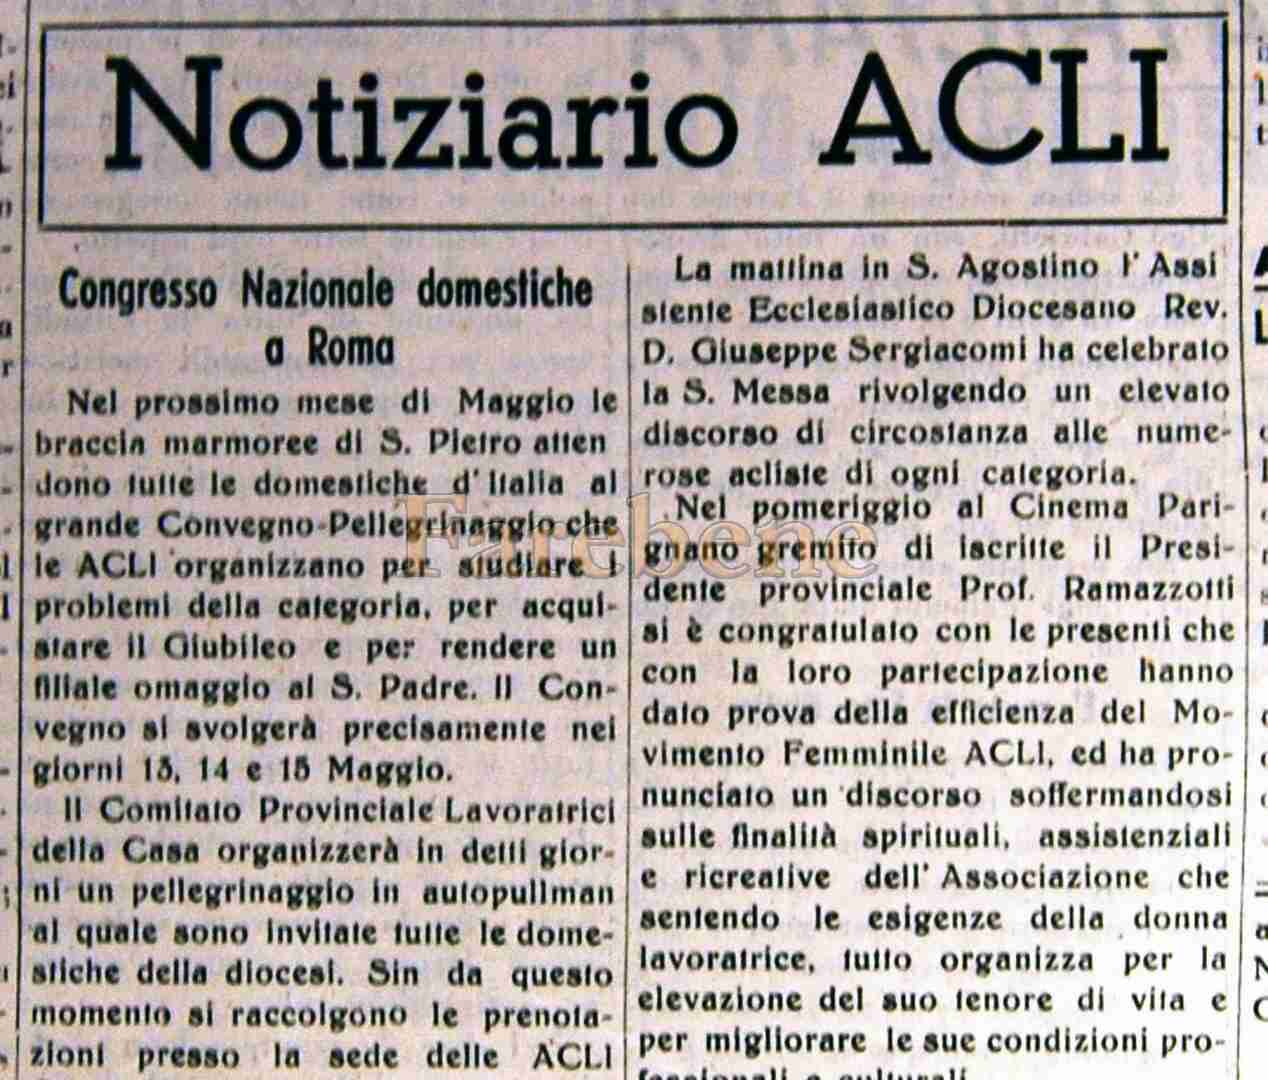 Notiziario ACLI
Congresso Nazionale domestiche
a Roma
Nel prossimo mese di Maggio le
braccia marmoree di S. Pietro atten
dono tutte le domestiche d' Italia al
grande Convegno-Pellegrinaggio che
le ACLI organizzano per studiare i
problemi della categoria, per acqui-
stare il Giubileo e per rendere un
filiale omaggio al S. Padre. Il Con-
vegno si svolgerà precisamente nei
giorni 13, 14 e 15 Maggio.
Il Comitato Provinciale Lavoratrici
della Casa organizzerà in detti gior-
ni un pellegrinaggio in autopullman
al quale sono invitate tutte le dome-
stiche della diocesi. Sin da questo
momento si raccolgono le prenota-
zioni presso la sede delle ACLI
La mattina in S. Agostino l' Assi
stente Ecclesiastico Diocesano Rev.
D. Giuseppe Sergiacomi ha celebrato
la S. Messa rivolgendo un elevato
discorso di circostanza alle nume-
rose acliste di ogni categoria.
Nel pomeriggio al Cinema Pari-
gnano gremito di iscritte il Presi-
dente provinciale Prof. Ramazzotti
si è congratulato con le presenti che
con la loro partecipazione hanno
dato prova della efficienza del Mo-
vimento Femminile ACLI, ed ha pro-
nunciato un discorso soffermandosi
sulle finalità spirituali, assistenziali
e ricreative dell' Associazione che
sentendo le esigenze della donna
lavoratrice, tutto organizza per la
elevazione del suo tenore di vita e
per migliorare le sue condizioni pro-
fessionali e culturali.
Farebene